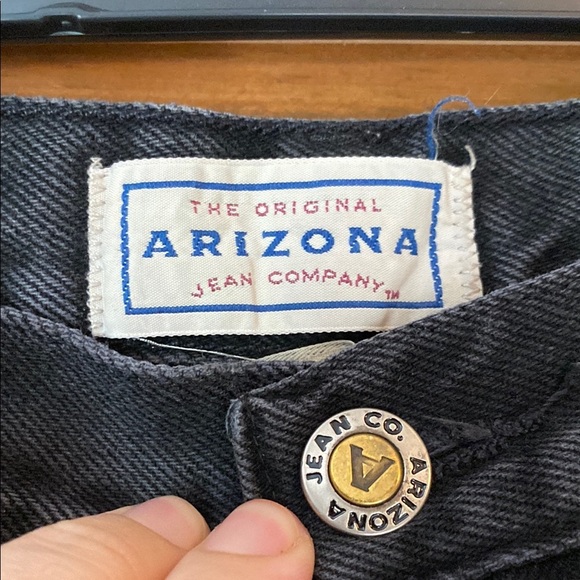 THE ORIGINAL
ARIZONA
JEAN COMPANY™
JEAN CO. ARIZONA
A